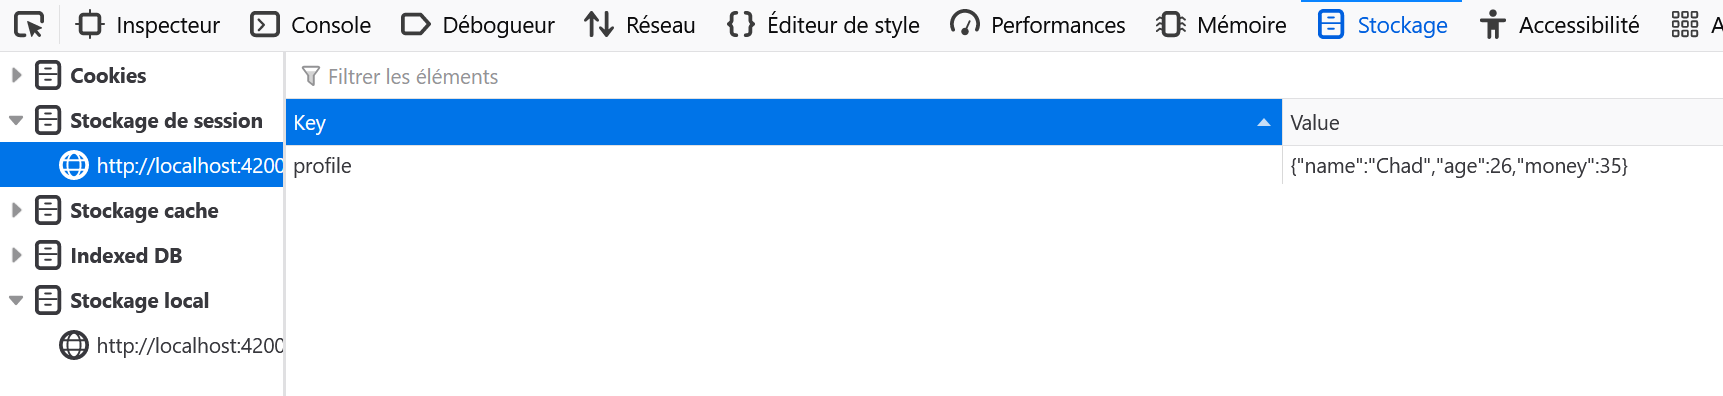 Inspecteur Console Débogueur Réseau Éditeur de style Performances Mémoire Stockage Accessibilité A
Cookies
Stockage de session
http://localhost:4200
Stockage cache
Indexed DB
Stockage local
http://localhost:4200
Filtrer les éléments
Key Value
profile {"name":"Chad","age":26,"money":35}